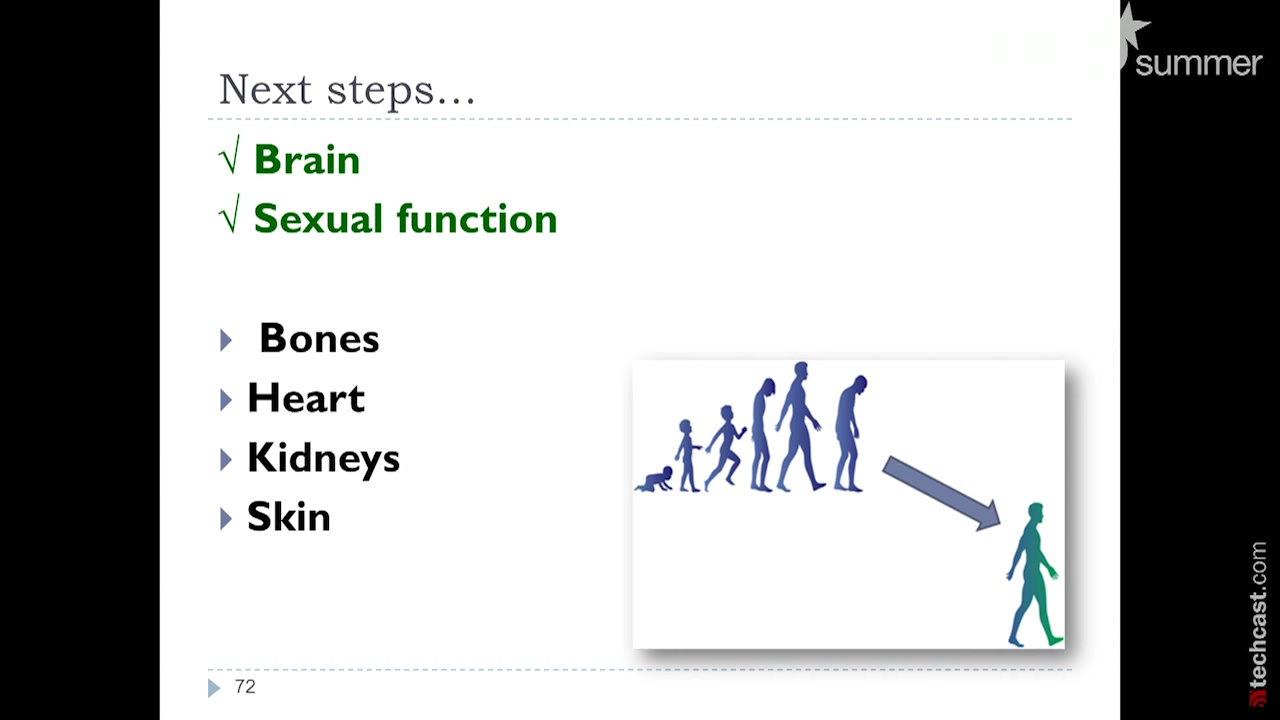 summer
Next steps...
√ Brain
√ Sexual function
Bones
Heart
Kidneys
Skin
72
techcast.com